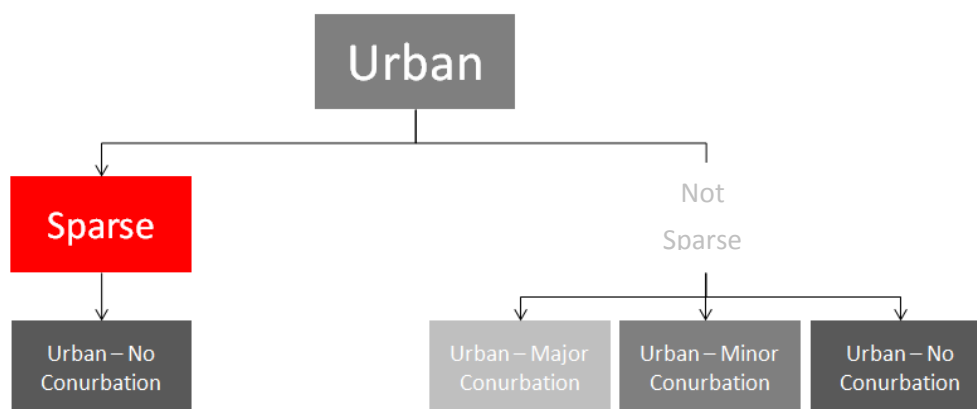 Urban
Sparse
Not
Sparse
Urban – No
Conurbation
Urban – Major
Conurbation
Urban – Minor
Conurbation
Urban – No
Conurbation